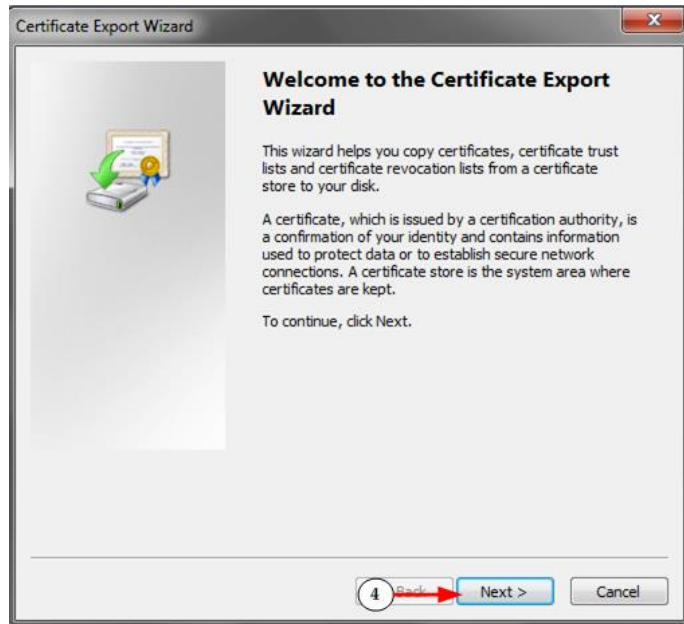 Certificate Export Wizard
Welcome to the Certificate Export
Wizard
This wizard helps you copy certificates, certificate trust
lists and certificate revocation lists from a certificate
store to your disk.
A certificate, which is issued by a certification authority, is
a confirmation of your identity and contains information
used to protect data or to establish secure network
connections. A certificate store is the system area where
certificates are kept.
To continue, click Next.
4 Back Next > Cancel